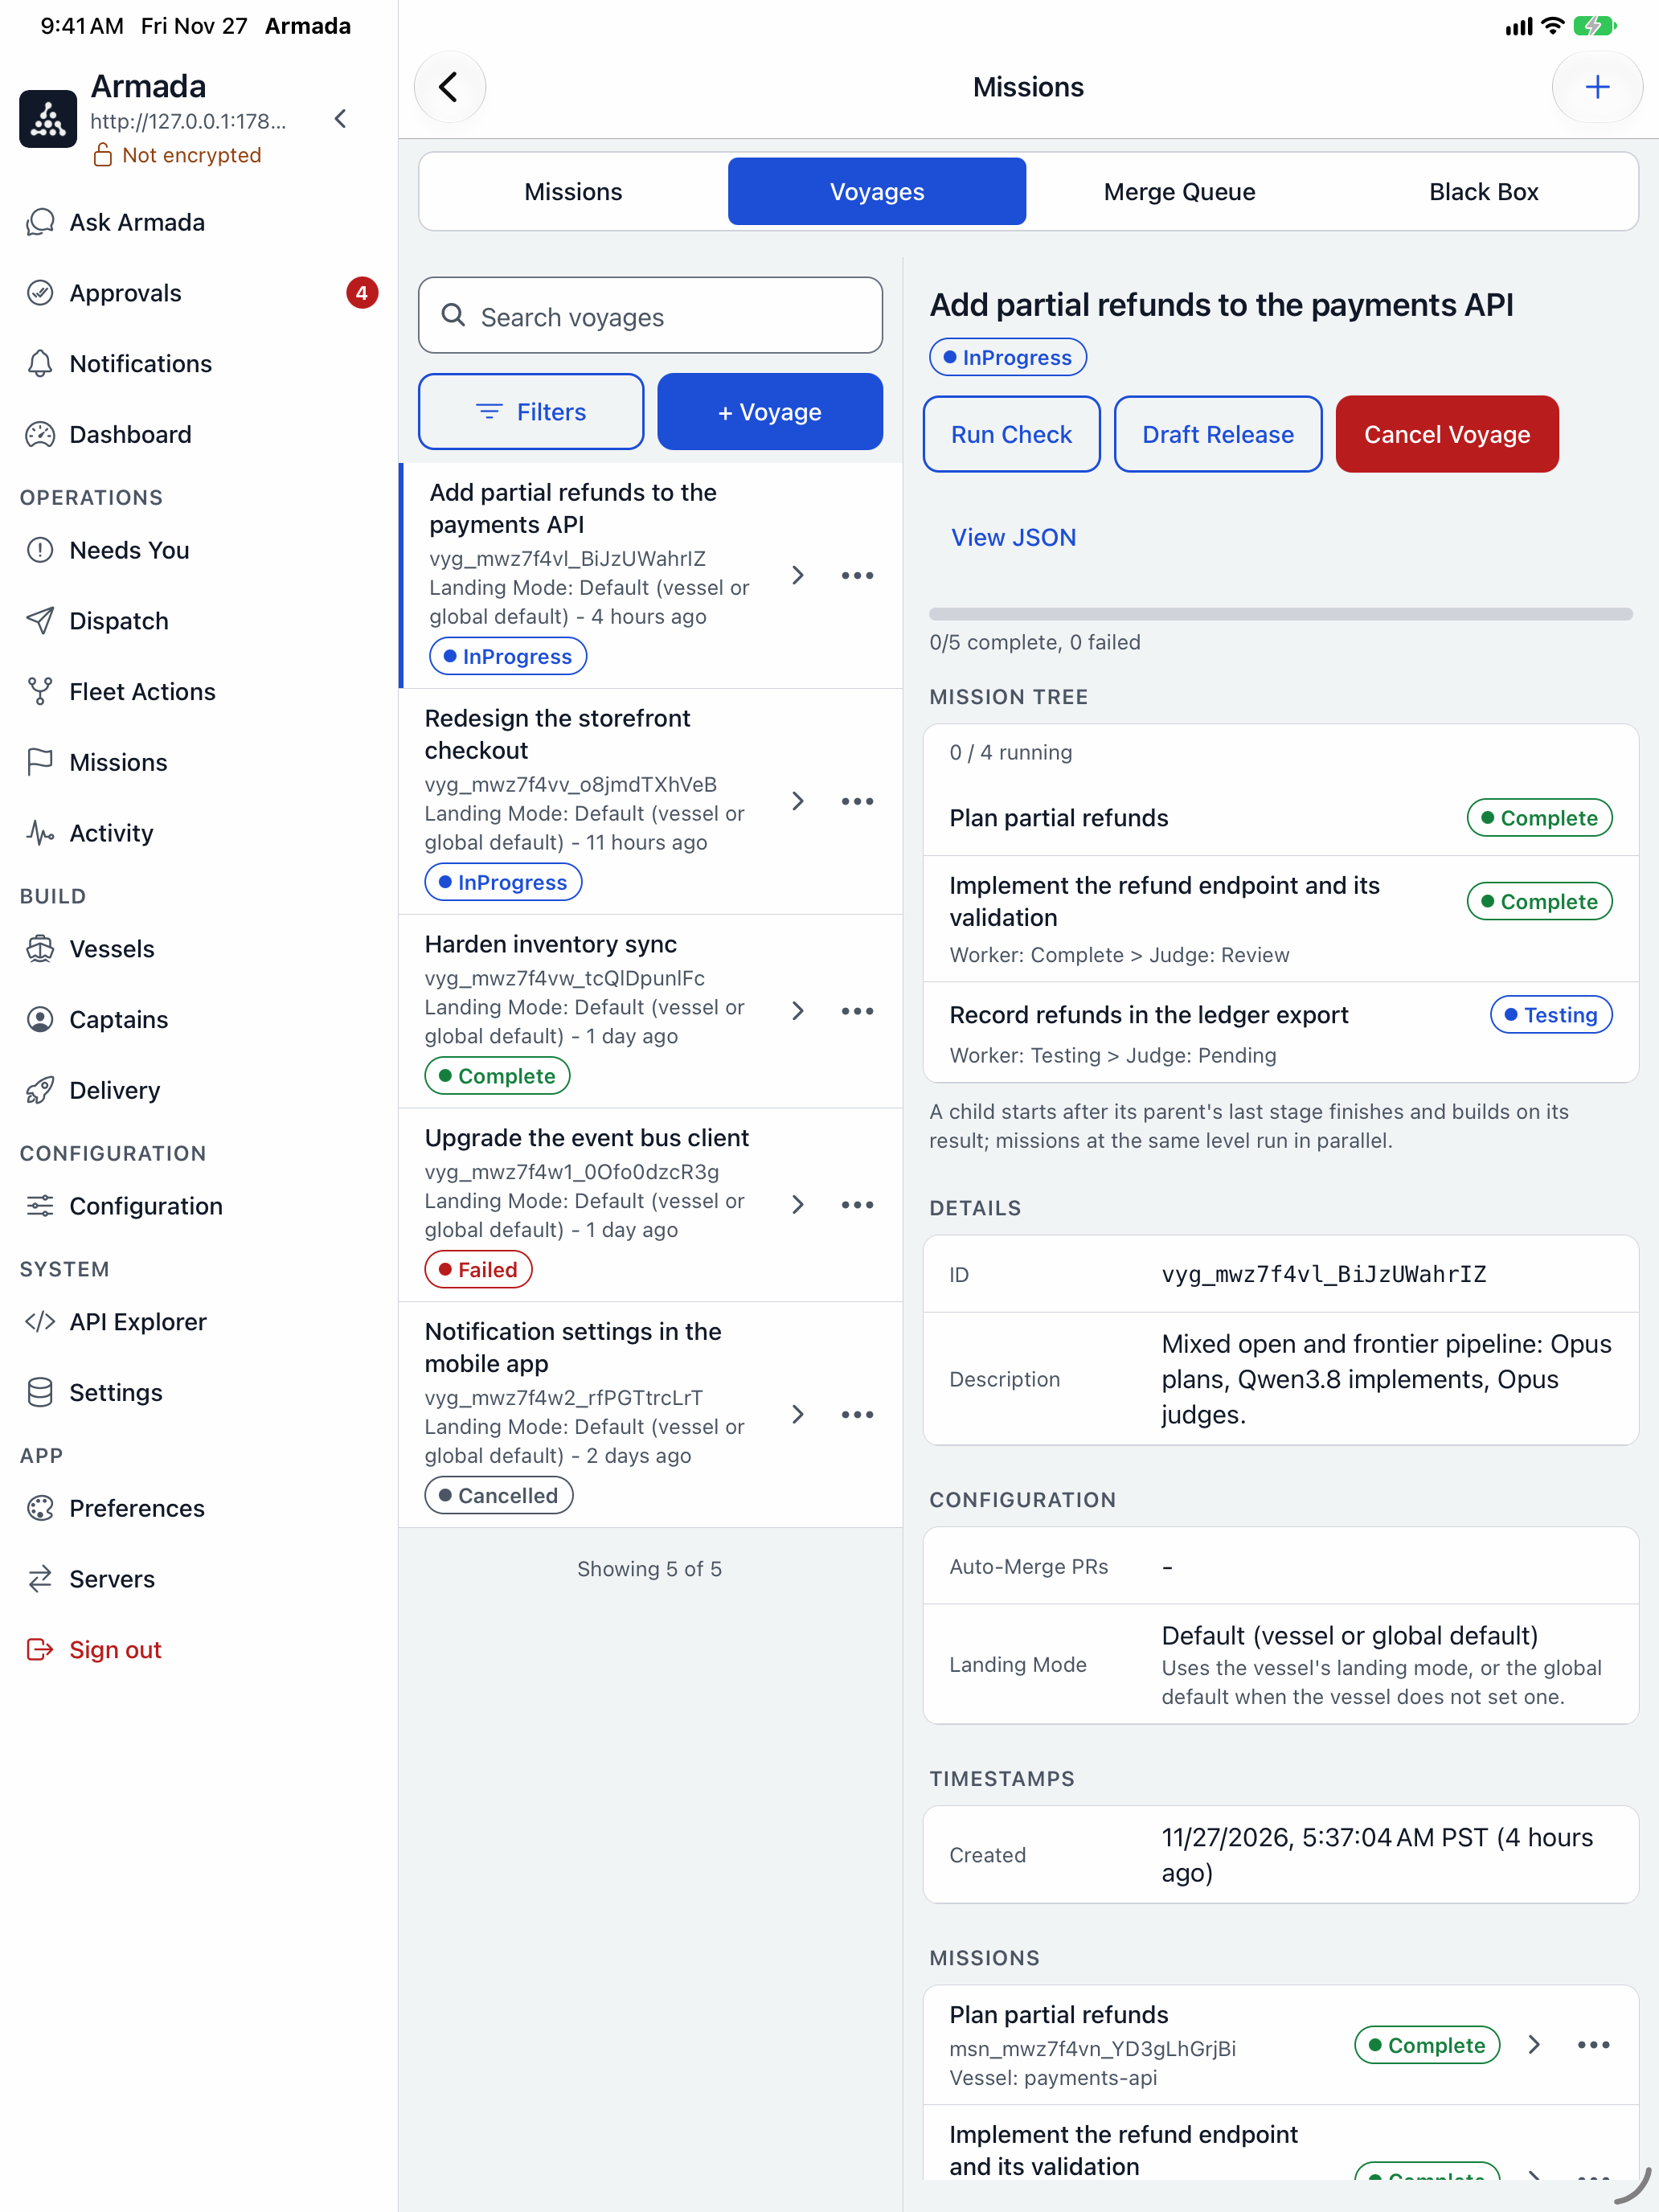 9:41 AM Fri Nov 27 Armada
Armada
http://127.0.0.1:178...
Not encrypted
Ask Armada
Approvals
4
Notifications
Dashboard
OPERATIONS
Needs You
Dispatch
Fleet Actions
Missions
Activity
BUILD
Vessels
Captains
Delivery
CONFIGURATION
Configuration
SYSTEM
API Explorer
Settings
APP
Preferences
Servers
Sign out
Missions
Missions
Voyages
Merge Queue
Black Box
Search voyages
Filters
+ Voyage
Add partial refunds to the
payments API
vyg_mwz7f4vl_BiJzUWahrIZ
Landing Mode: Default (vessel or
global default) - 4 hours ago
InProgress
Redesign the storefront
checkout
vyg_mwz7f4vv_o8jmdTXhVeB
Landing Mode: Default (vessel or
global default) - 11 hours ago
InProgress
Harden inventory sync
vyg_mwz7f4vw_tcQlDpunlFc
Landing Mode: Default (vessel or
global default) - 1 day ago
Complete
Upgrade the event bus client
vyg_mwz7f4w1_0Ofo0dzcR3g
Landing Mode: Default (vessel or
global default) - 1 day ago
Failed
Notification settings in the
mobile app
vyg_mwz7f4w2_rfPGTtrcLrT
Landing Mode: Default (vessel or
global default) - 2 days ago
Cancelled
Showing 5 of 5
Add partial refunds to the payments API
InProgress
Run Check
Draft Release
Cancel Voyage
View JSON
0/5 complete, 0 failed
MISSION TREE
0 / 4 running
Plan partial refunds
Complete
Implement the refund endpoint and its
validation
Complete
Worker: Complete > Judge: Review
Record refunds in the ledger export
Testing
Worker: Testing > Judge: Pending
A child starts after its parent's last stage finishes and builds on its
result; missions at the same level run in parallel.
DETAILS
ID
vyg_mwz7f4vl_BiJzUWahrIZ
Description
Mixed open and frontier pipeline: Opus
plans, Qwen3.8 implements, Opus
judges.
CONFIGURATION
Auto-Merge PRs
-
Landing Mode
Default (vessel or global default)
Uses the vessel's landing mode, or the global
default when the vessel does not set one.
TIMESTAMPS
Created
11/27/2026, 5:37:04 AM PST (4 hours
ago)
MISSIONS
Plan partial refunds
msn_mwz7f4vn_YD3gLhGrjBi
Vessel: payments-api
Complete
Implement the refund endpoint
and its validation
Complete